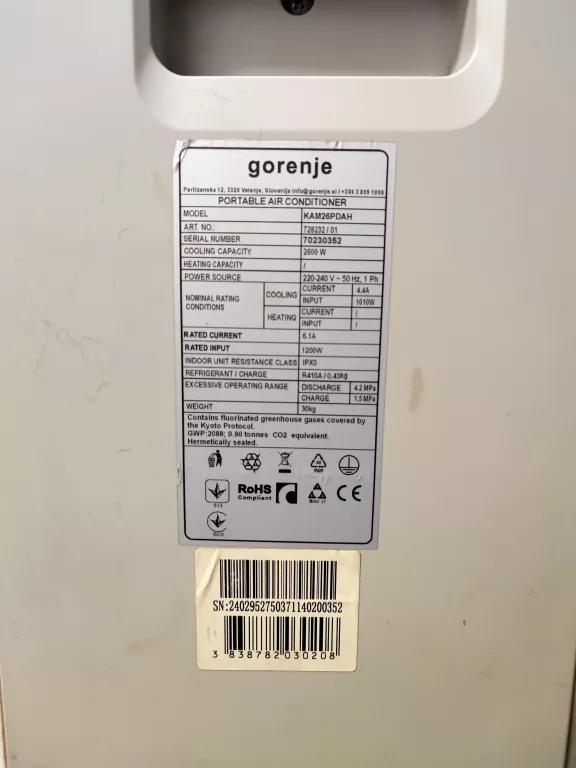 gorenje
Partizanska 12, 3320 Velenje, Slovenija info@gorenje.si / +386 3 899 1000
PORTABLE AIR CONDITIONER
MODEL KAM26PDAH
ART. NO.: 728232 / 01
SERIAL NUMBER 70230352
COOLING CAPACITY 2600 W
HEATING CAPACITY /
POWER SOURCE 220-240 V ~ 50 Hz, 1 Ph
NOMINAL RATING CONDITIONS COOLING CURRENT 4.4A
INPUT 1010W
HEATING CURRENT /
INPUT /
RATED CURRENT 6.1A
RATED INPUT 1200W
INDOOR UNIT RESISTANCE CLASS IPX0
REFRIGERANT / CHARGE R410A / 0.43kg
EXCESSIVE OPERATING RANGE DISCHARGE 4.2 MPa
CHARGE 1.5 MPa
WEIGHT 30kg
Contains fluorinated greenhouse gases covered by
the Kyoto Protocol.
GWP:2088; 0.90 tonnes CO2 equivalent.
Hermetically sealed.
PAP
RoHS
Compliant
CE
013
SN:2402952750371140200352
3 838782 030208